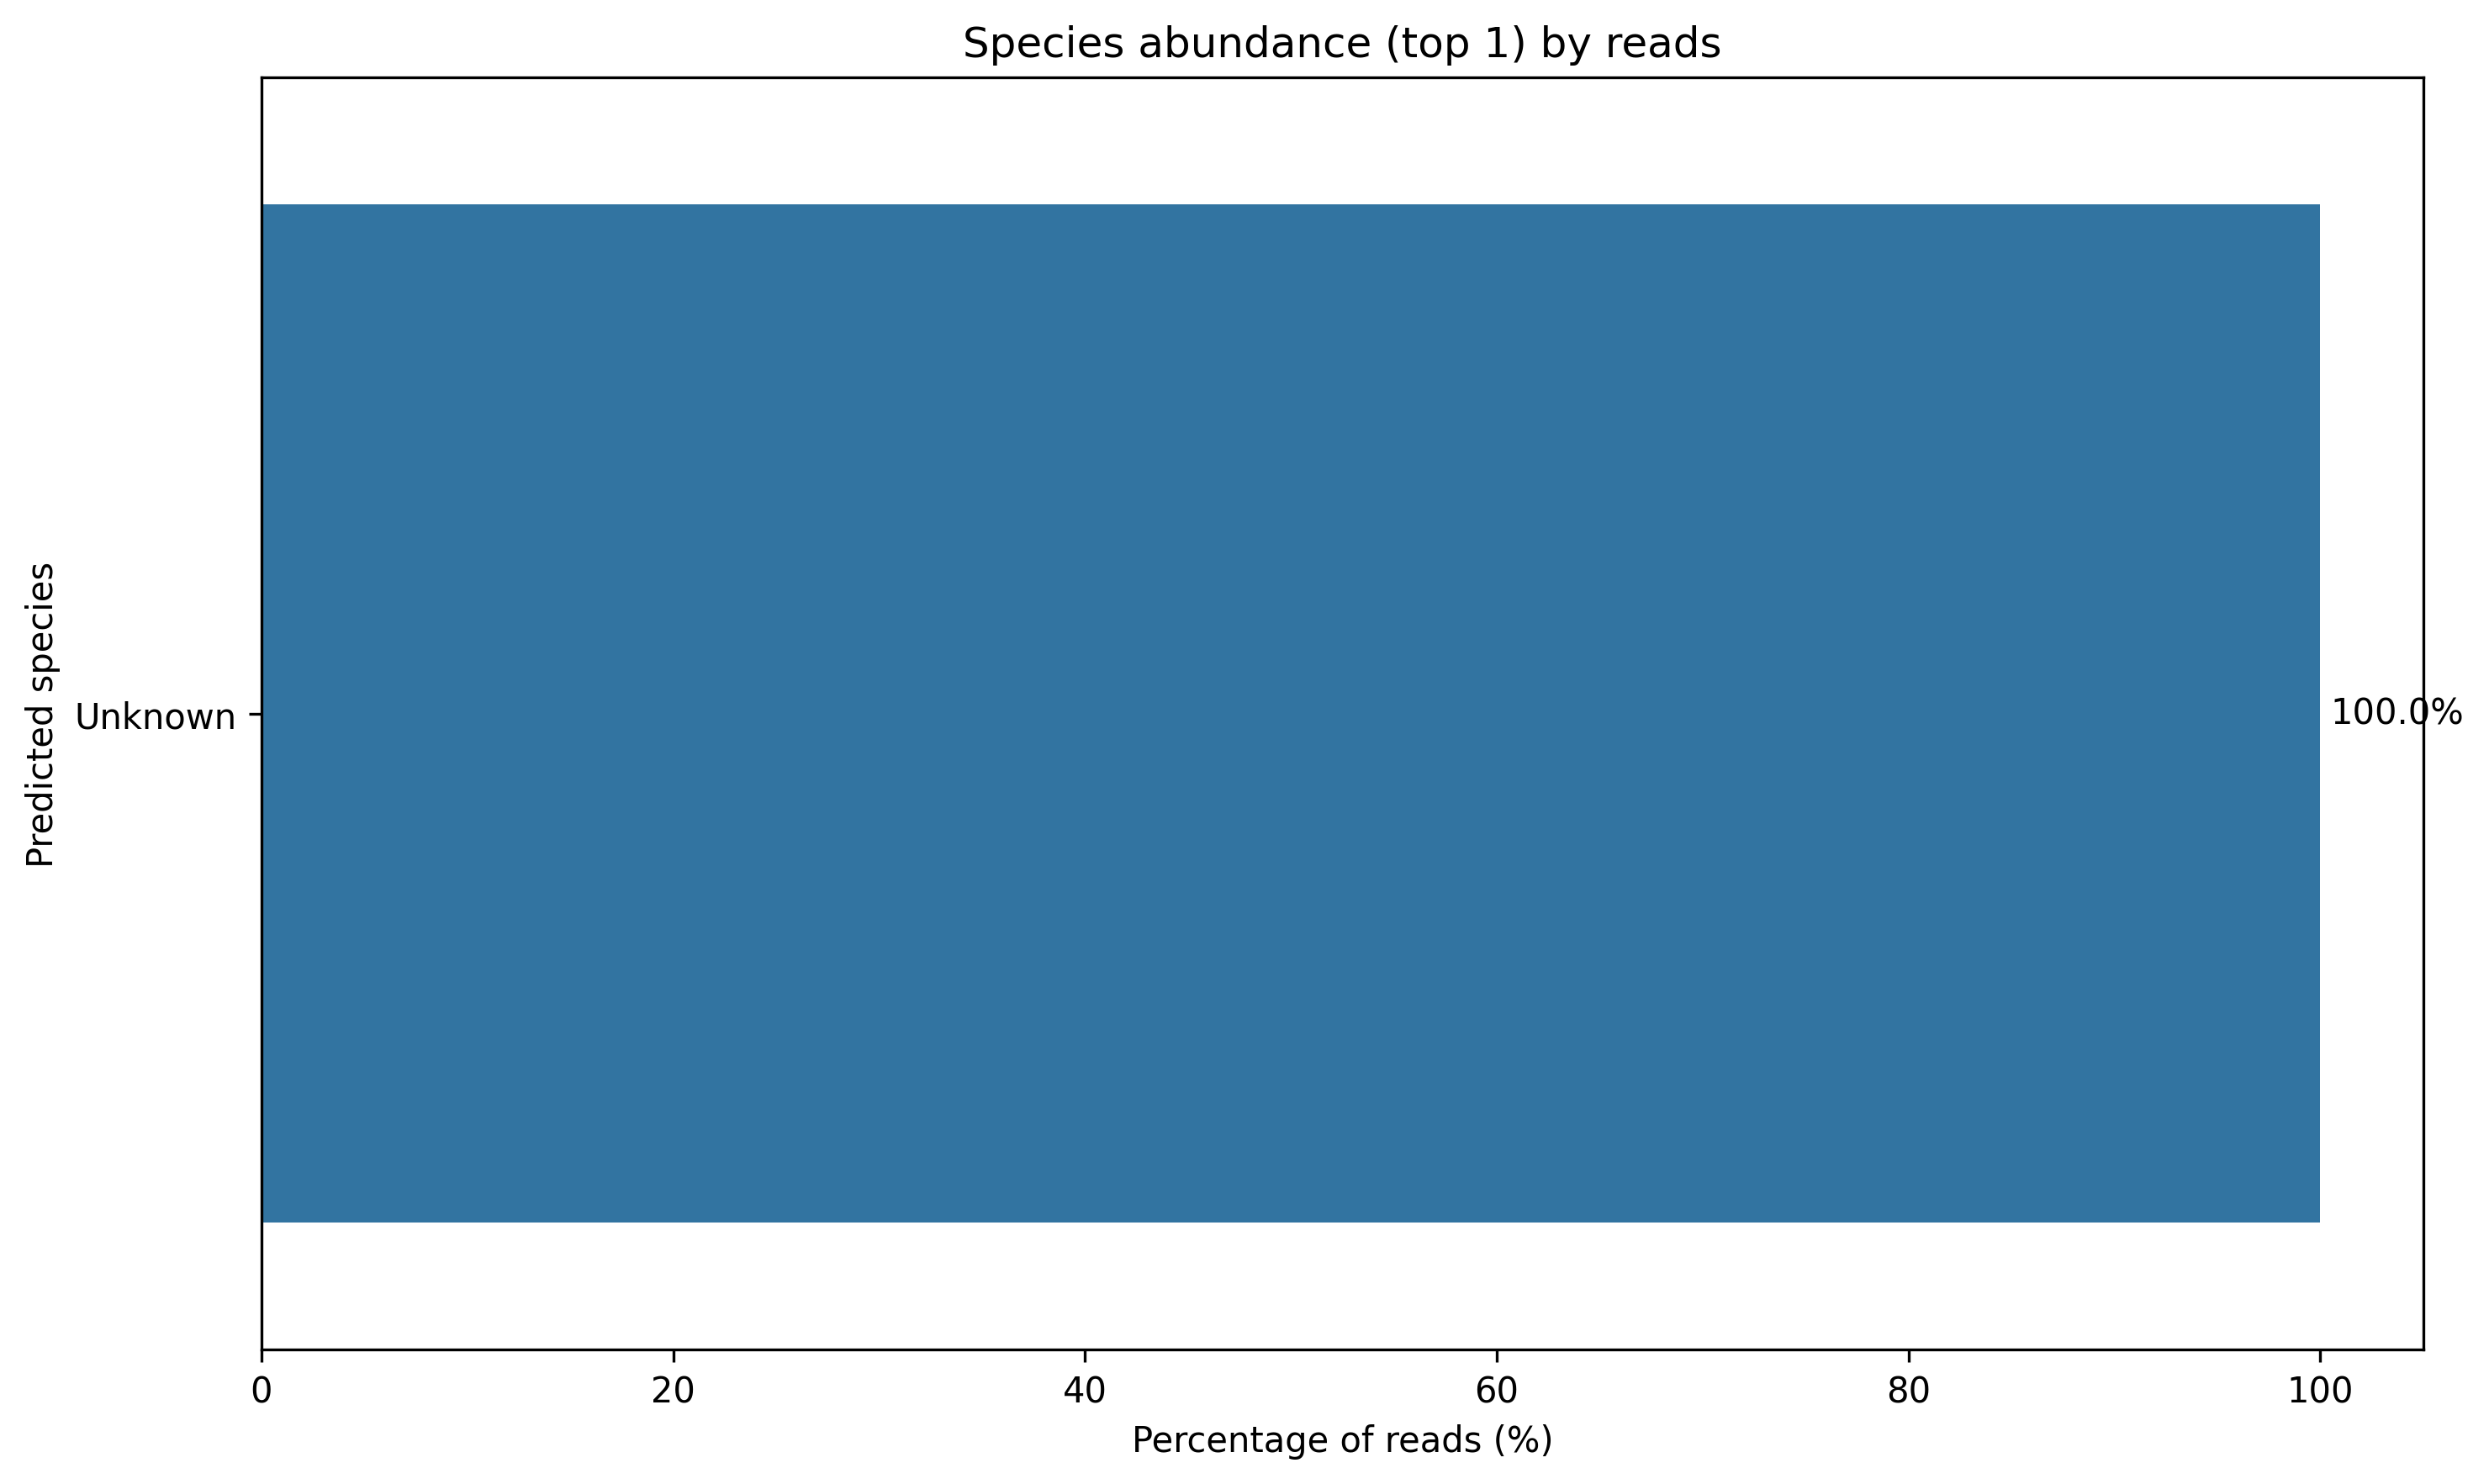 Species abundance (top 1) by reads
Predicted species
Unknown
100.0%
0 20 40 60 80 100
Percentage of reads (%)